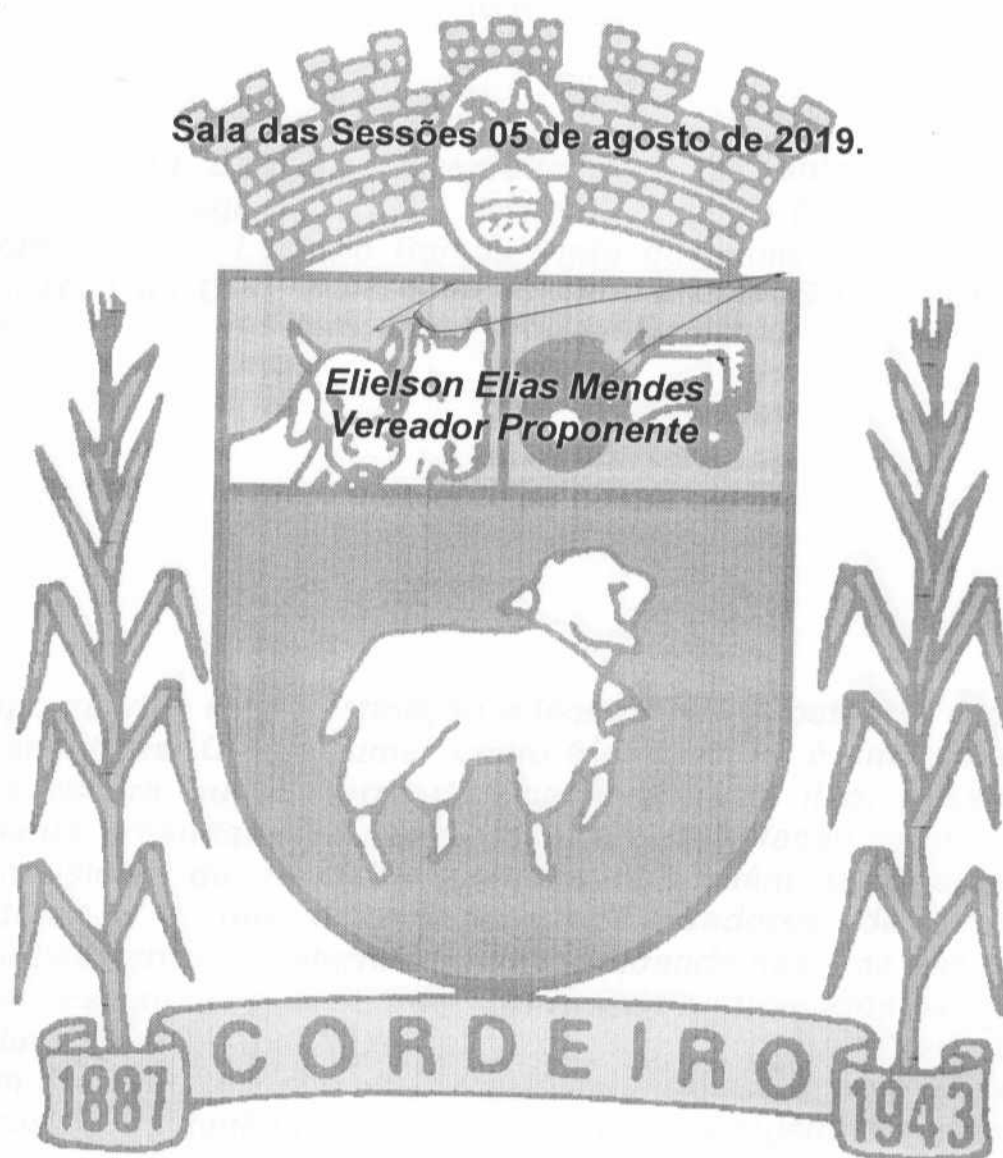 Sala das Sessões 05 de agosto de 2019.
Elielson Elias Mendes
Vereador Proponente
CORDEIRO
1887
1943